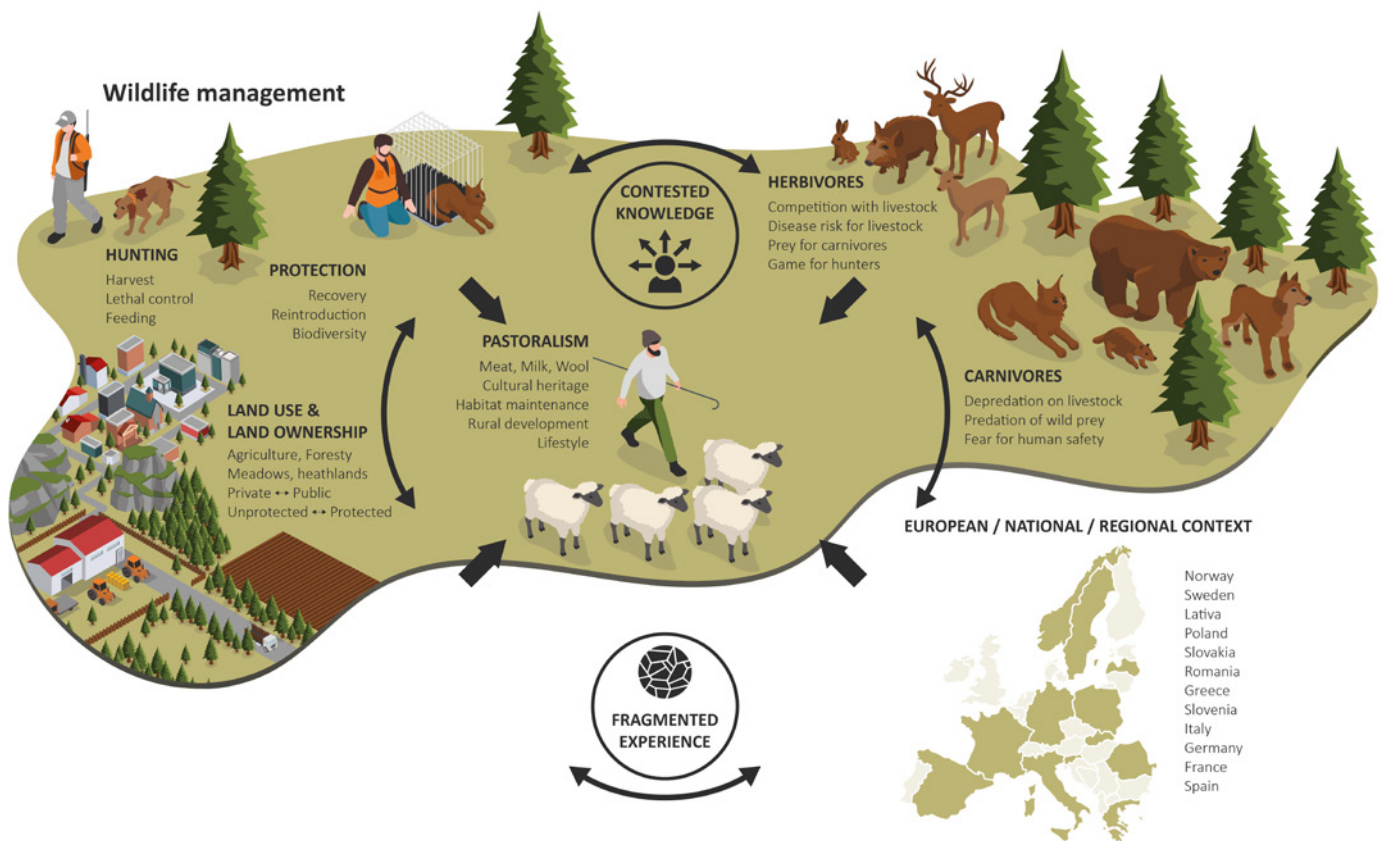 Wildlife management
HUNTING
Harvest
Lethal control
Feeding
PROTECTION
Recovery
Reintroduction
Biodiversity
CONTESTED
KNOWLEDGE
HERBIVORES
Competition with livestock
Disease risk for livestock
Prey for carnivores
Game for hunters
PASTORALISM
Meat, Milk, Wool
Cultural heritage
Habitat maintenance
Rural development
Lifestyle
CARNIVORES
Depredation on livestock
Predation of wild prey
Fear for human safety
LAND USE &
LAND OWNERSHIP
Agriculture, Foresty
Meadows, heathlands
Private ↔ Public
Unprotected ↔ Protected
FRAGMENTED
EXPERIENCE
EUROPEAN / NATIONAL / REGIONAL CONTEXT
Norway
Sweden
Lativa
Poland
Slovakia
Romania
Greece
Slovenia
Italy
Germany
France
Spain